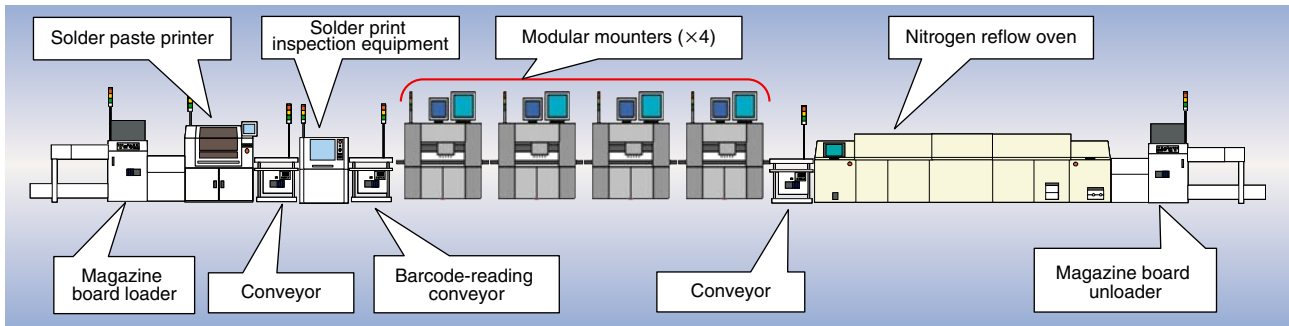 Solder paste printer
Solder print
inspection equipment
Modular mounters (×4)
Nitrogen reflow oven
Magazine
board loader
Conveyor
Barcode-reading
conveyor
Conveyor
Magazine board
unloader